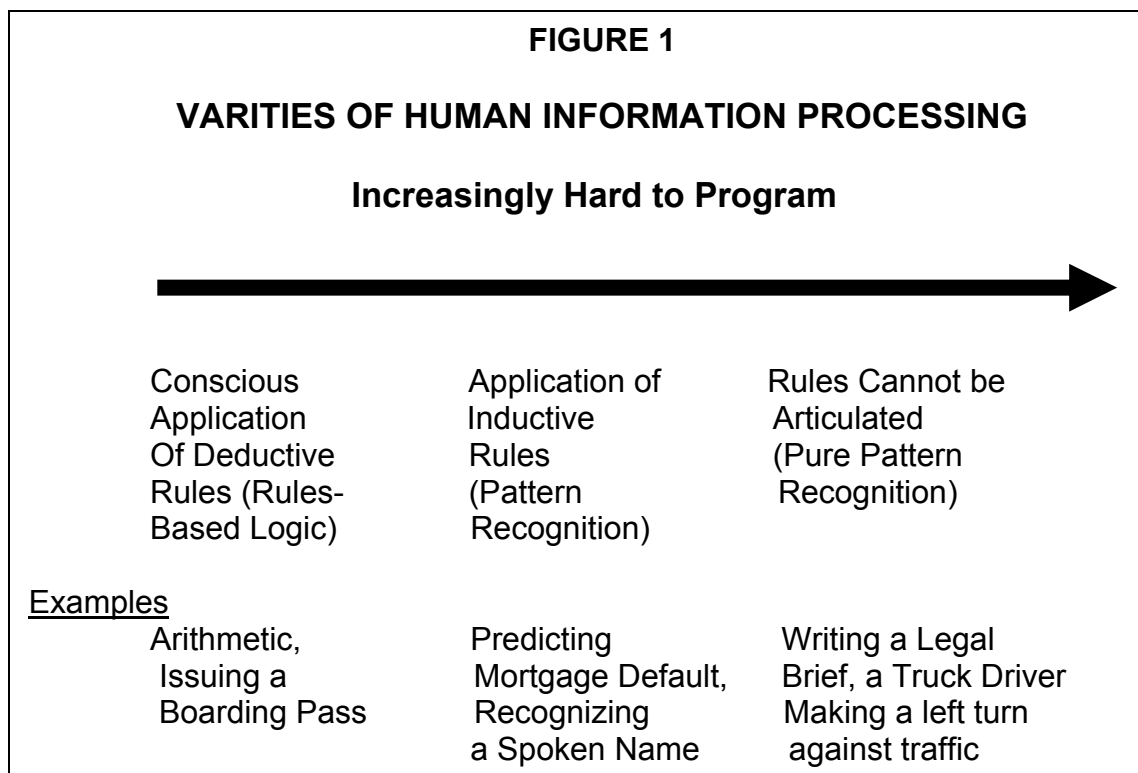 FIGURE 1
VARITIES OF HUMAN INFORMATION PROCESSING
Increasingly Hard to Program
Conscious
Application
Of Deductive
Rules (Rules-
Based Logic)
Application of
Inductive
Rules
(Pattern
Recognition)
Rules Cannot be
Articulated
(Pure Pattern
Recognition)
Examples
Arithmetic,
Issuing a
Boarding Pass
Predicting
Mortgage Default,
Recognizing
a Spoken Name
Writing a Legal
Brief, a Truck Driver
Making a left turn
against traffic